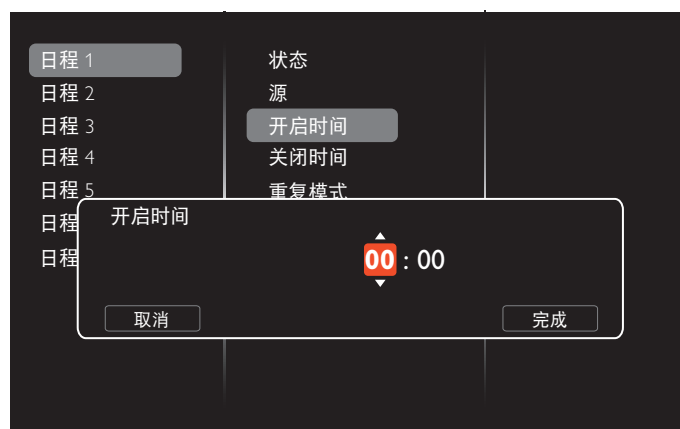 日程 1
日程 2
日程 3
日程 4
日程 5
日程
日程
状态
源
开启时间
关闭时间
重复模式
开启时间
00 : 00
取消
完成